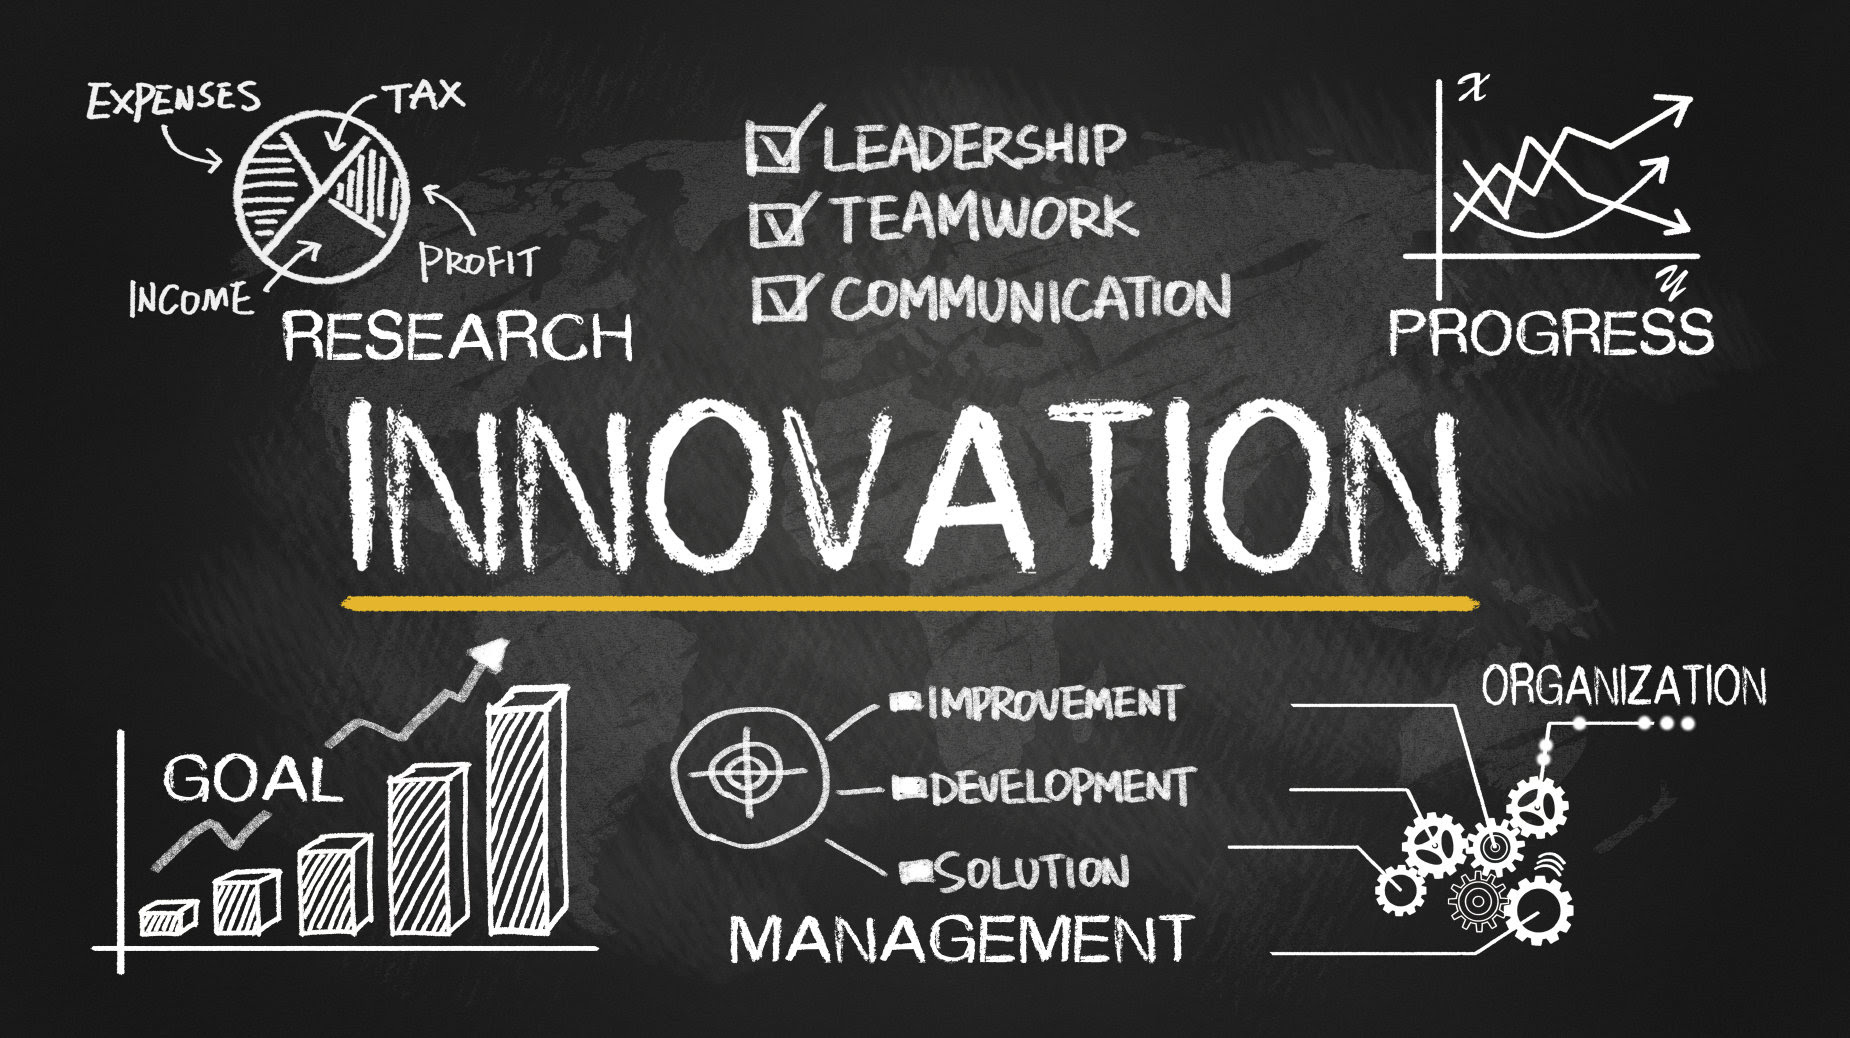 EXPENSES
TAX
PROFIT
INCOME
RESEARCH
LEADERSHIP
TEAMWORK
COMMUNICATION
x
y
PROGRESS
INNOVATION
GOAL
IMPROVEMENT
DEVELOPMENT
SOLUTION
MANAGEMENT
ORGANIZATION